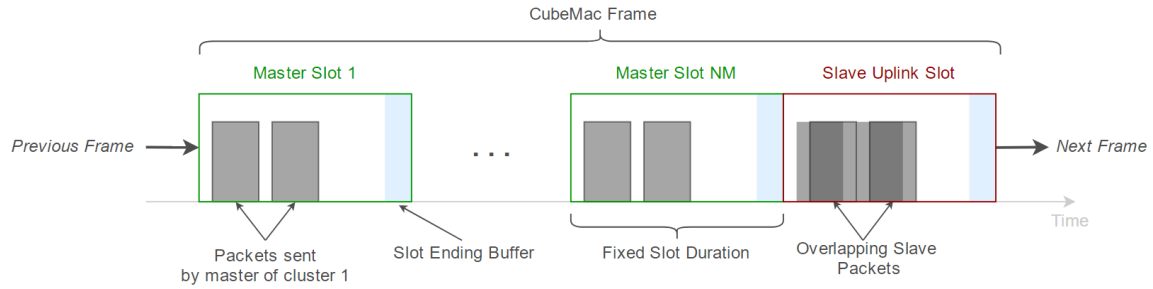 CubeMac Frame
Master Slot 1
Master Slot NM
Slave Uplink Slot
Previous Frame
. . .
Next Frame
Time
Packets sent
by master of cluster 1
Slot Ending Buffer
Fixed Slot Duration
Overlapping Slave
Packets